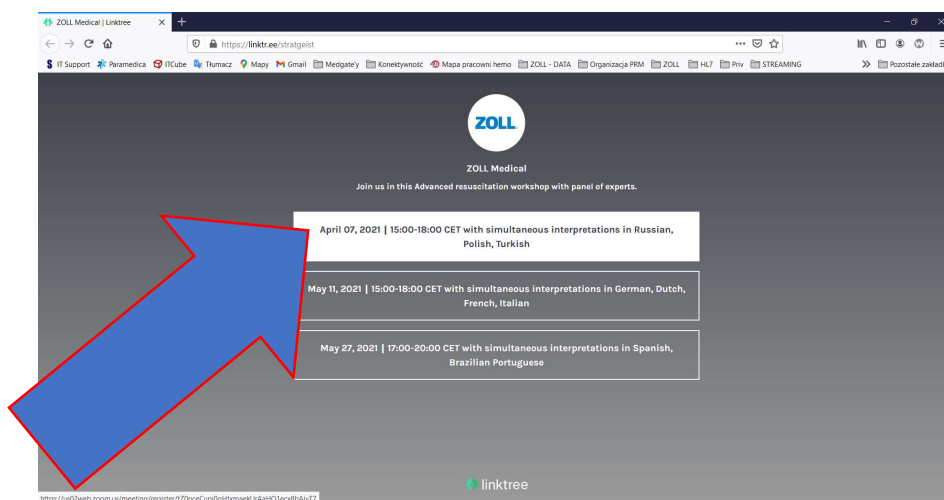 ZOLL Medical | Linktree
https://linktr.ee/stratgeist
IT Support Paramedica ITCube Tłumacz Mapy Gmail Medgate'y Konektywność Mapa pracowni hemo ZOLL - DATA Organizacja PRM ZOLL HL7 Priv STREAMING Pozostałe zakładki
ZOLL
ZOLL Medical
Join us in this Advanced resuscitation workshop with panel of experts.
April 07, 2021 | 15:00-18:00 CET with simultaneous interpretations in Russian,
Polish, Turkish
May 11, 2021 | 15:00-18:00 CET with simultaneous interpretations in German, Dutch,
French, Italian
May 27, 2021 | 17:00-20:00 CET with simultaneous interpretations in Spanish,
Brazilian Portuguese
linktree